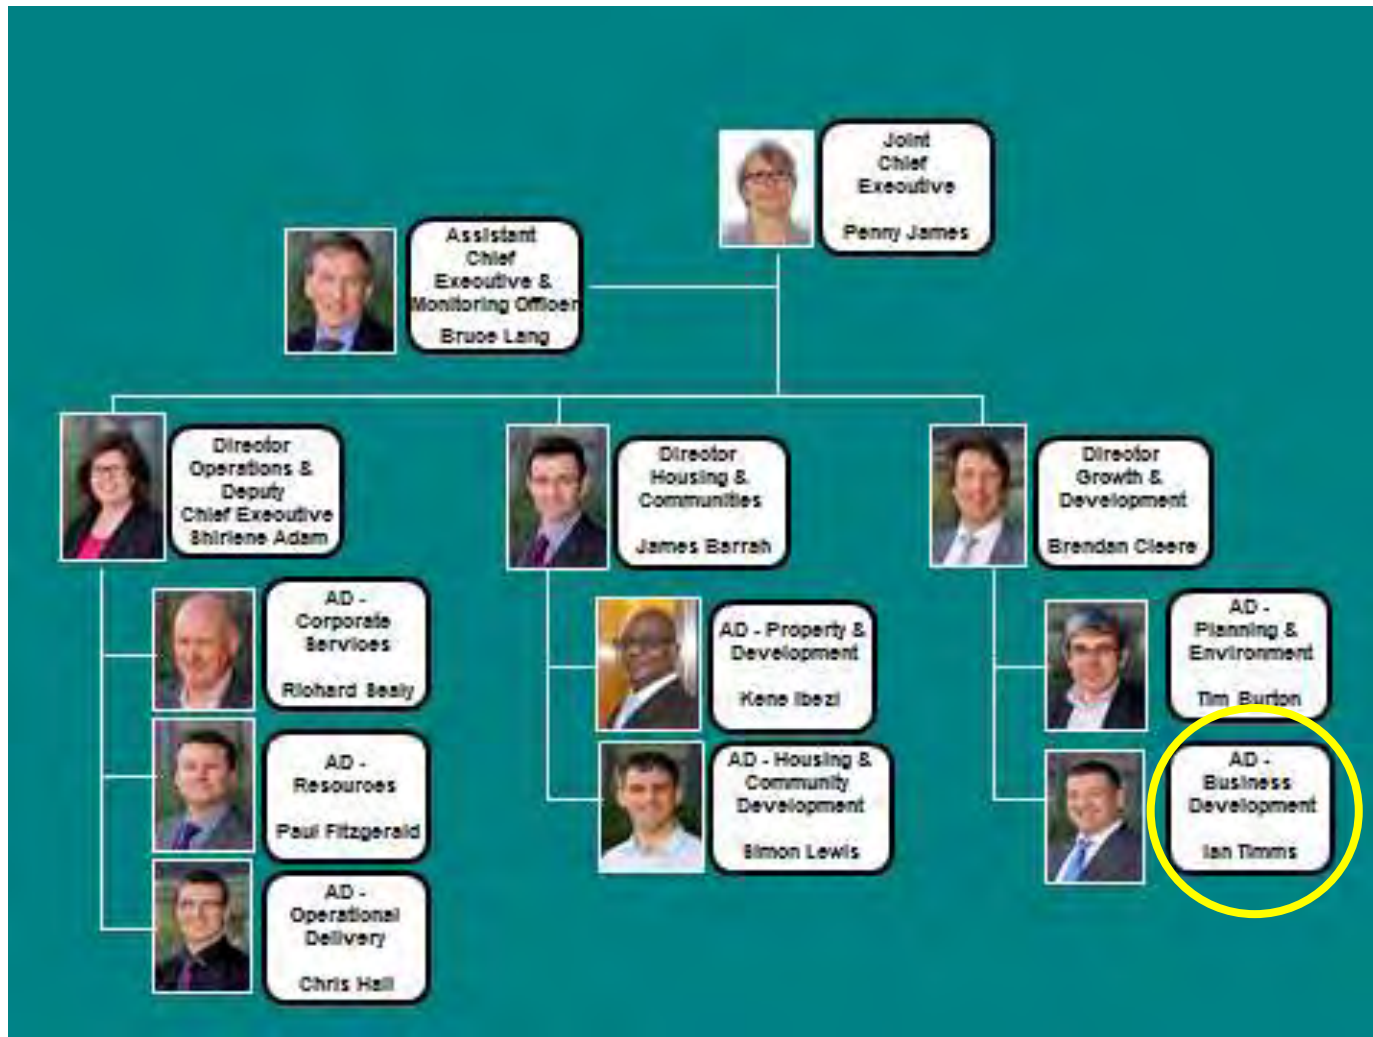 Joint
Chief
Executive
Penny James
Assistant
Chief
Executive &
Monitoring Officer
Bruce Lang
Director
Operations &
Deputy
Chief Executive
Shirlene Adam
Director
Housing &
Communities
James Barrah
Director
Growth &
Development
Brendan Cleere
AD -
Corporate
Services
Richard Sealy
AD -
Resources
Paul Fitzgerald
AD -
Operational
Delivery
Chris Hall
AD - Property &
Development
Kene Ibezi
AD - Housing &
Community
Development
Simon Lewis
AD -
Planning &
Environment
Tim Burton
AD -
Business
Development
Ian Timms